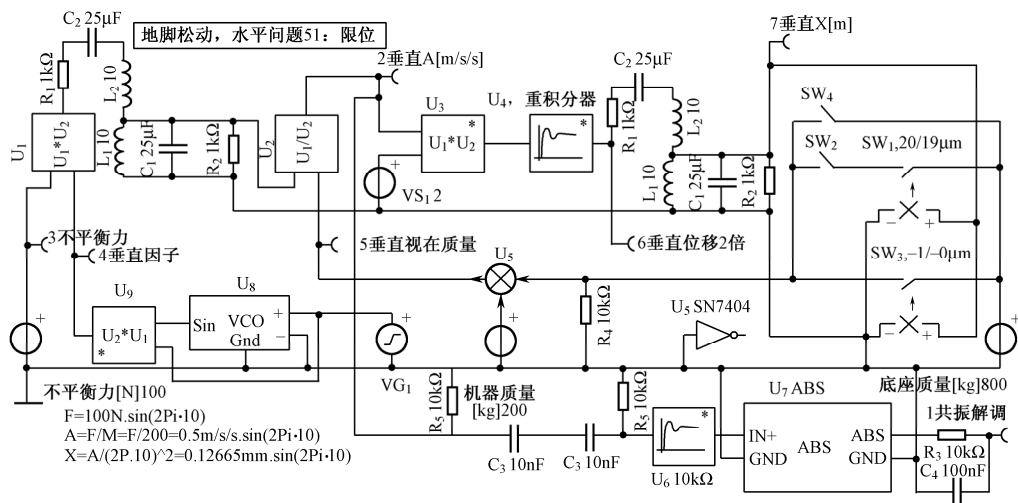 C₂ 25μF
地脚松动，水平问题51：限位
7垂直X[m]
2垂直A[m/s/s]
C₂ 25μF
R₁ 1kΩ
L₂ 10
U₃
U₄，重积分器
R₁ 1kΩ
L₂ 10
SW₄
U₁
U₁*U₂
L₁ 10
C₁ 25μF
R₂ 1kΩ
U₂
U₁/U₂
U₁*U₂
*
*
SW₂
SW₁,20/19μm
VS₁ 2
L₁ 10
C₁ 25μF
R₂ 1kΩ
3不平衡力
4垂直因子
5垂直视在质量
6垂直位移2倍
SW₃,–1/–0μm
U₅
U₉
U₈
U₂*U₁
*
Sin
VCO
Gnd
R₄ 10kΩ
U₅ SN7404
不平衡力[N]100
VG₁
R₅ 10kΩ
机器质量
[kg]200
R₅ 10kΩ
U₇ ABS
底座质量[kg]800
1共振解调
F=100N.sin(2Pi·10)
A=F/M=F/200=0.5m/s/s.sin(2Pi·10)
X=A/(2P.10)^2=0.12665mm.sin(2Pi·10)
C₃ 10nF
C₃ 10nF
*
U₆ 10kΩ
IN+
GND
ABS
ABS
GND
R₃ 10kΩ
C₄ 100nF